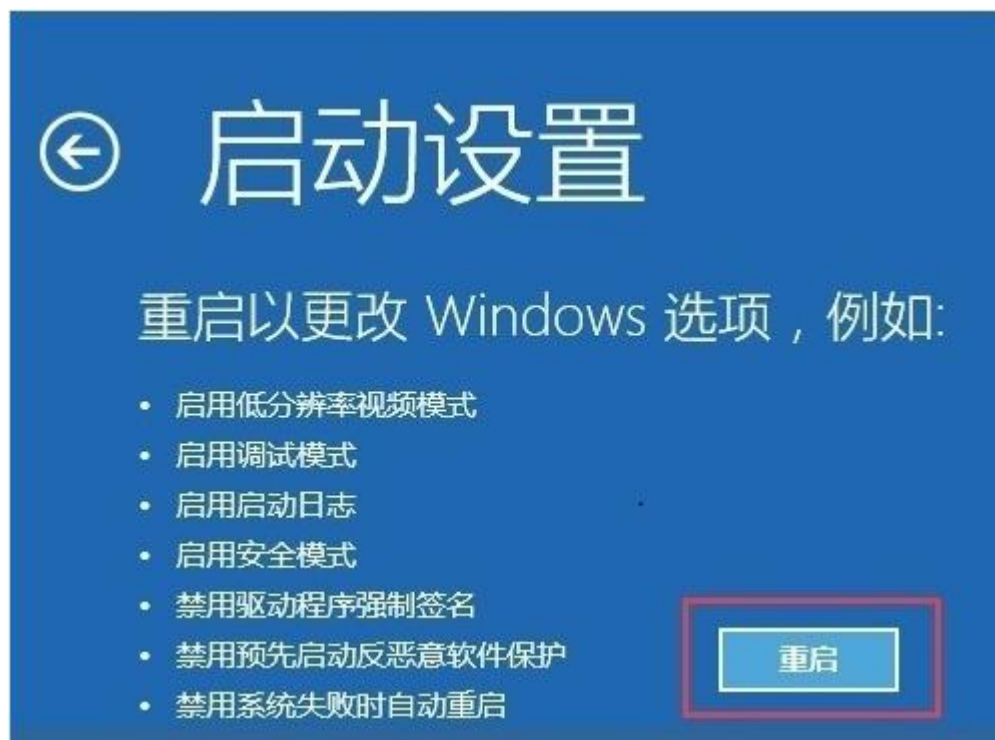 启动设置
重启以更改 Windows 选项，例如:
• 启用低分辨率视频模式
• 启用调试模式
• 启用启动日志
• 启用安全模式
• 禁用驱动程序强制签名
• 禁用预先启动反恶意软件保护
• 禁用系统失败时自动重启
重启